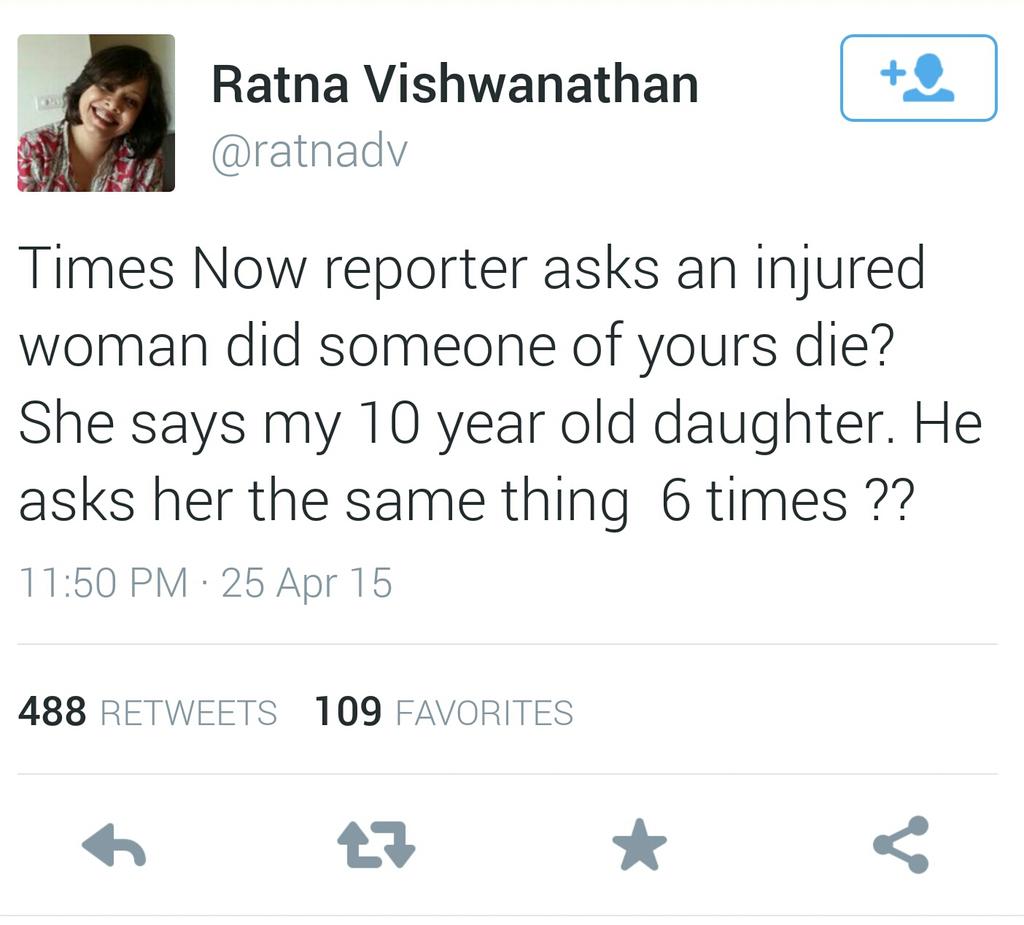 Ratna Vishwanathan
@ratnadv
Times Now reporter asks an injured
woman did someone of yours die?
She says my 10 year old daughter. He
asks her the same thing  6 times ??
11:50 PM · 25 Apr 15
488 RETWEETS 109 FAVORITES